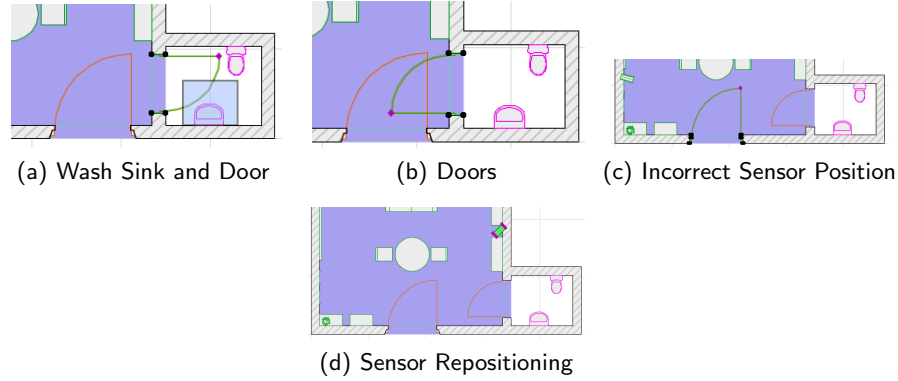 (a) Wash Sink and Door
(b) Doors
(c) Incorrect Sensor Position
(d) Sensor Repositioning